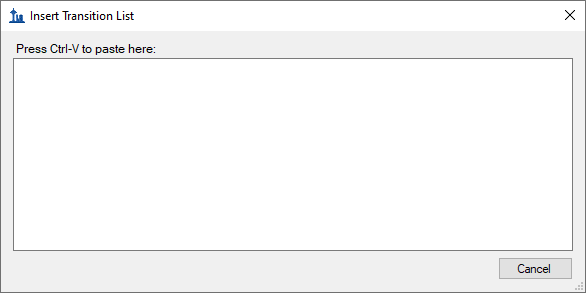 Insert Transition List
Press Ctrl-V to paste here:
Cancel